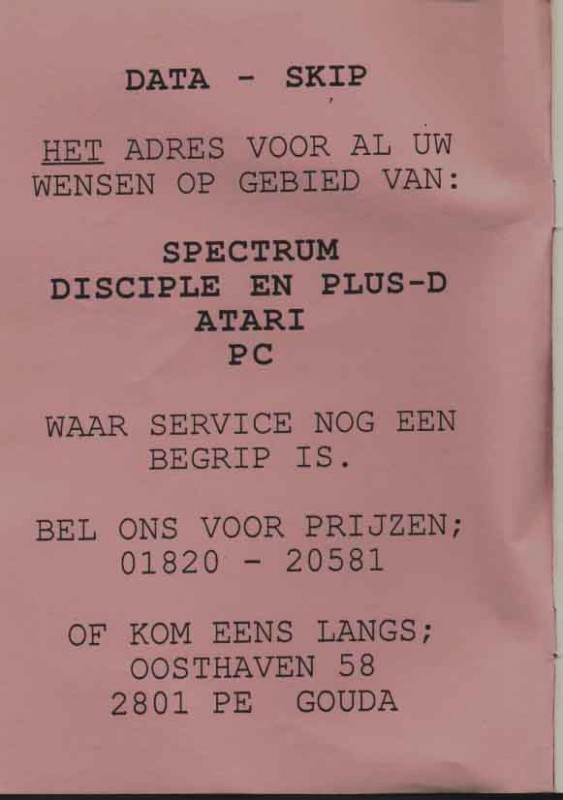 DATA - SKIP
HET ADRES VOOR AL UW
WENSEN OP GEBIED VAN:
SPECTRUM
DISCIPLE EN PLUS-D
ATARI
PC
WAAR SERVICE NOG EEN
BEGRIP IS.
BEL ONS VOOR PRIJZEN;
01820 - 20581
OF KOM EENS LANGS;
OOSTHAVEN 58
2801 PE GOUDA